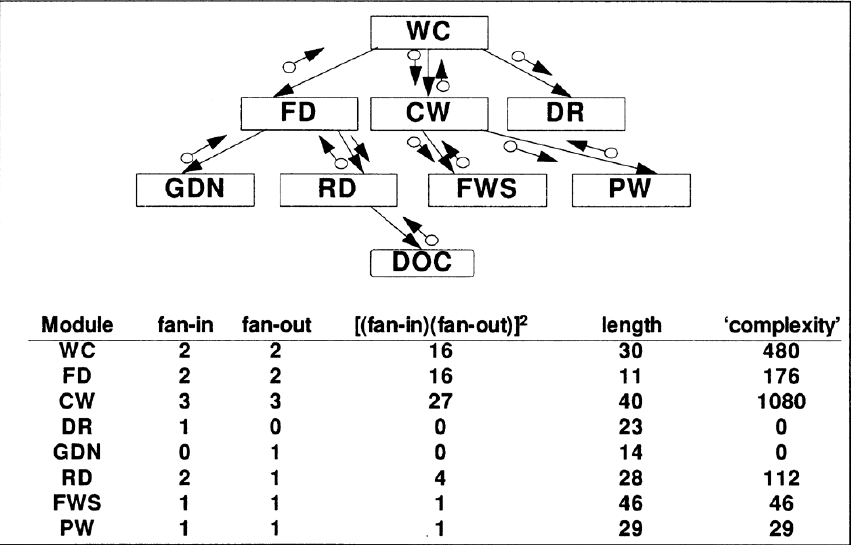 WC
FD CW DR
GDN RD FWS PW
DOC
Module fan-in fan-out [(fan-in)(fan-out)]² length ‘complexity’
WC 2 2 16 30 480
FD 2 2 16 11 176
CW 3 3 27 40 1080
DR 1 0 0 23 0
GDN 0 1 0 14 0
RD 2 1 4 28 112
FWS 1 1 1 46 46
PW 1 1 1 29 29